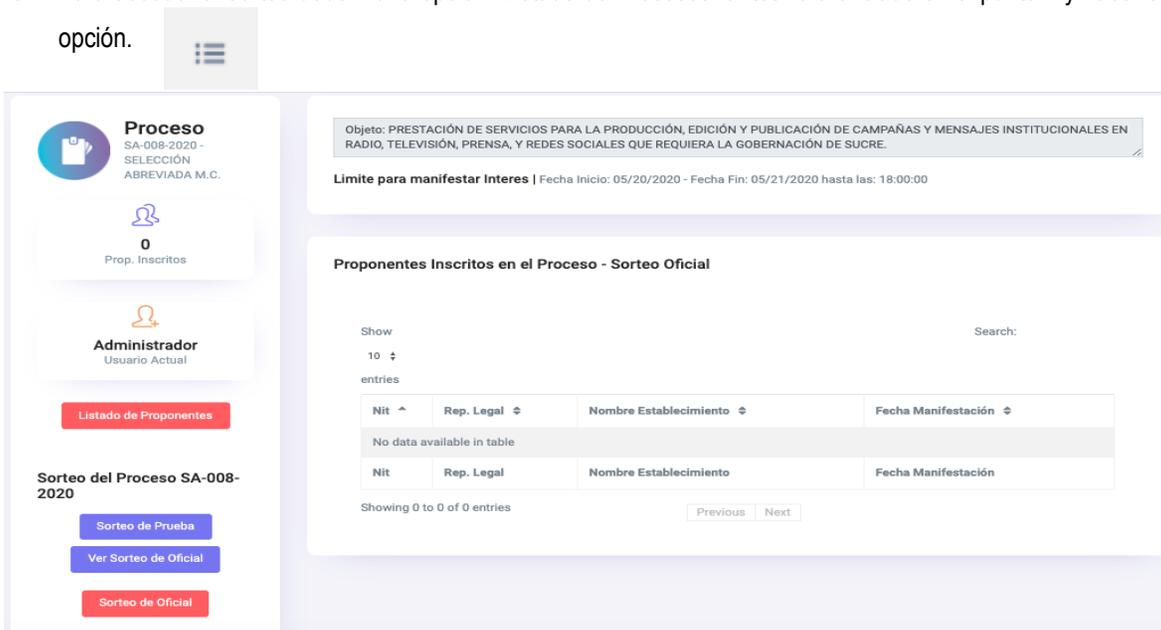 opción.
Proceso
SA-008-2020 -
SELECCIÓN
ABREVIADA M.C.
0
Prop. Inscritos
Administrador
Usuario Actual
Listado de Proponentes
Sorteo del Proceso SA-008-
2020
Sorteo de Prueba
Ver Sorteo de Oficial
Sorteo de Oficial
Objeto: PRESTACIÓN DE SERVICIOS PARA LA PRODUCCIÓN, EDICIÓN Y PUBLICACIÓN DE CAMPAÑAS Y MENSAJES INSTITUCIONALES EN
RADIO, TELEVISIÓN, PRENSA, Y REDES SOCIALES QUE REQUIERA LA GOBERNACIÓN DE SUCRE.
Limite para manifestar Interes | Fecha Inicio: 05/20/2020 - Fecha Fin: 05/21/2020 hasta las: 18:00:00
Proponentes Inscritos en el Proceso - Sorteo Oficial
Show
10
entries
Search:
Nit Rep. Legal Nombre Establecimiento Fecha Manifestación
No data available in table
Nit Rep. Legal Nombre Establecimiento Fecha Manifestación
Showing 0 to 0 of 0 entries
Previous Next